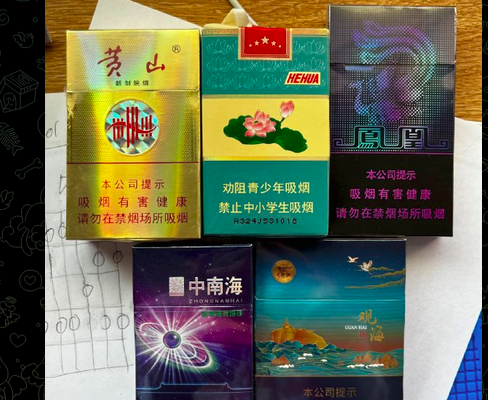 黄山®
新制皖烟
本公司提示
吸烟有害健康
请勿在禁烟场所吸烟
HEHUA
劝阻青少年吸烟
禁止中小学生吸烟
R324J531018
鳳凰
本公司提示
吸烟有害健康
请勿在禁烟场所吸烟
中南海
ZHONGNANHAI
观海
GUAN HAI
本公司提示